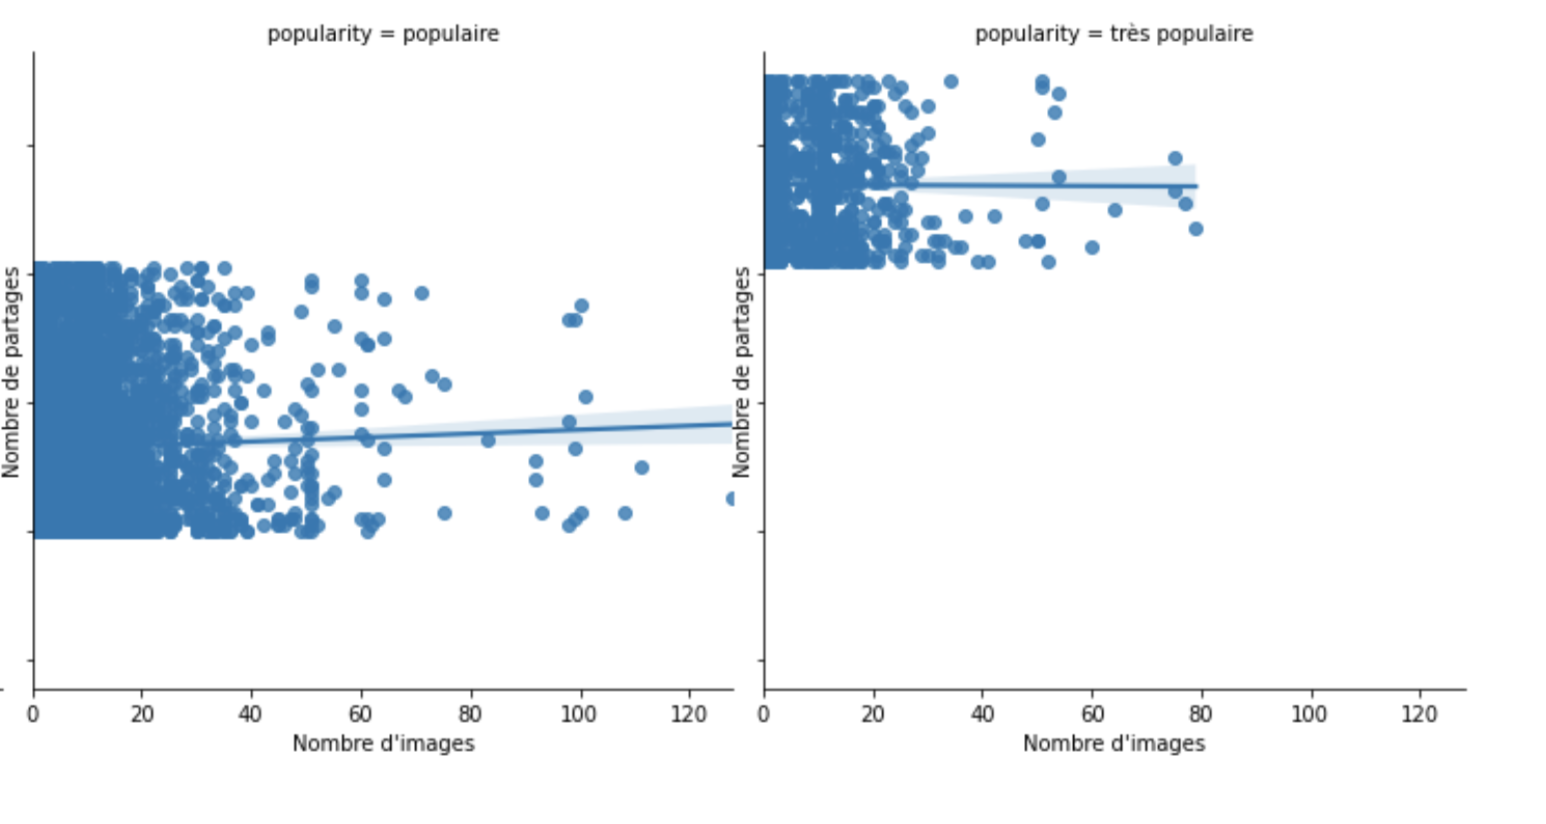 popularity = populaire
popularity = très populaire
Nombre de partages
Nombre de partages
0 20 40 60 80 100 120
0 20 40 60 80 100 120
Nombre d'images
Nombre d'images